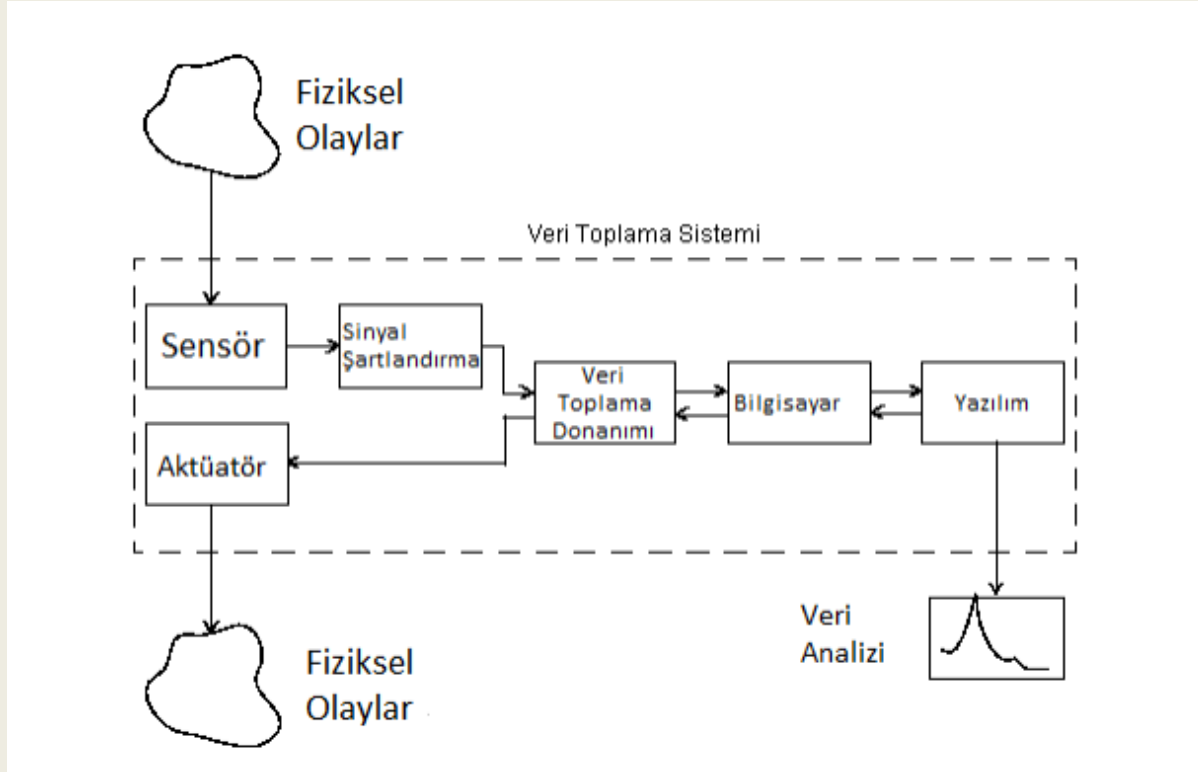 Fiziksel
Olaylar
Veri Toplama Sistemi
Sensör
Sinyal
Şartlandırma
Veri
Toplama
Donanımı
Bilgisayar
Yazılım
Aktüatör
Fiziksel
Olaylar
Veri
Analizi